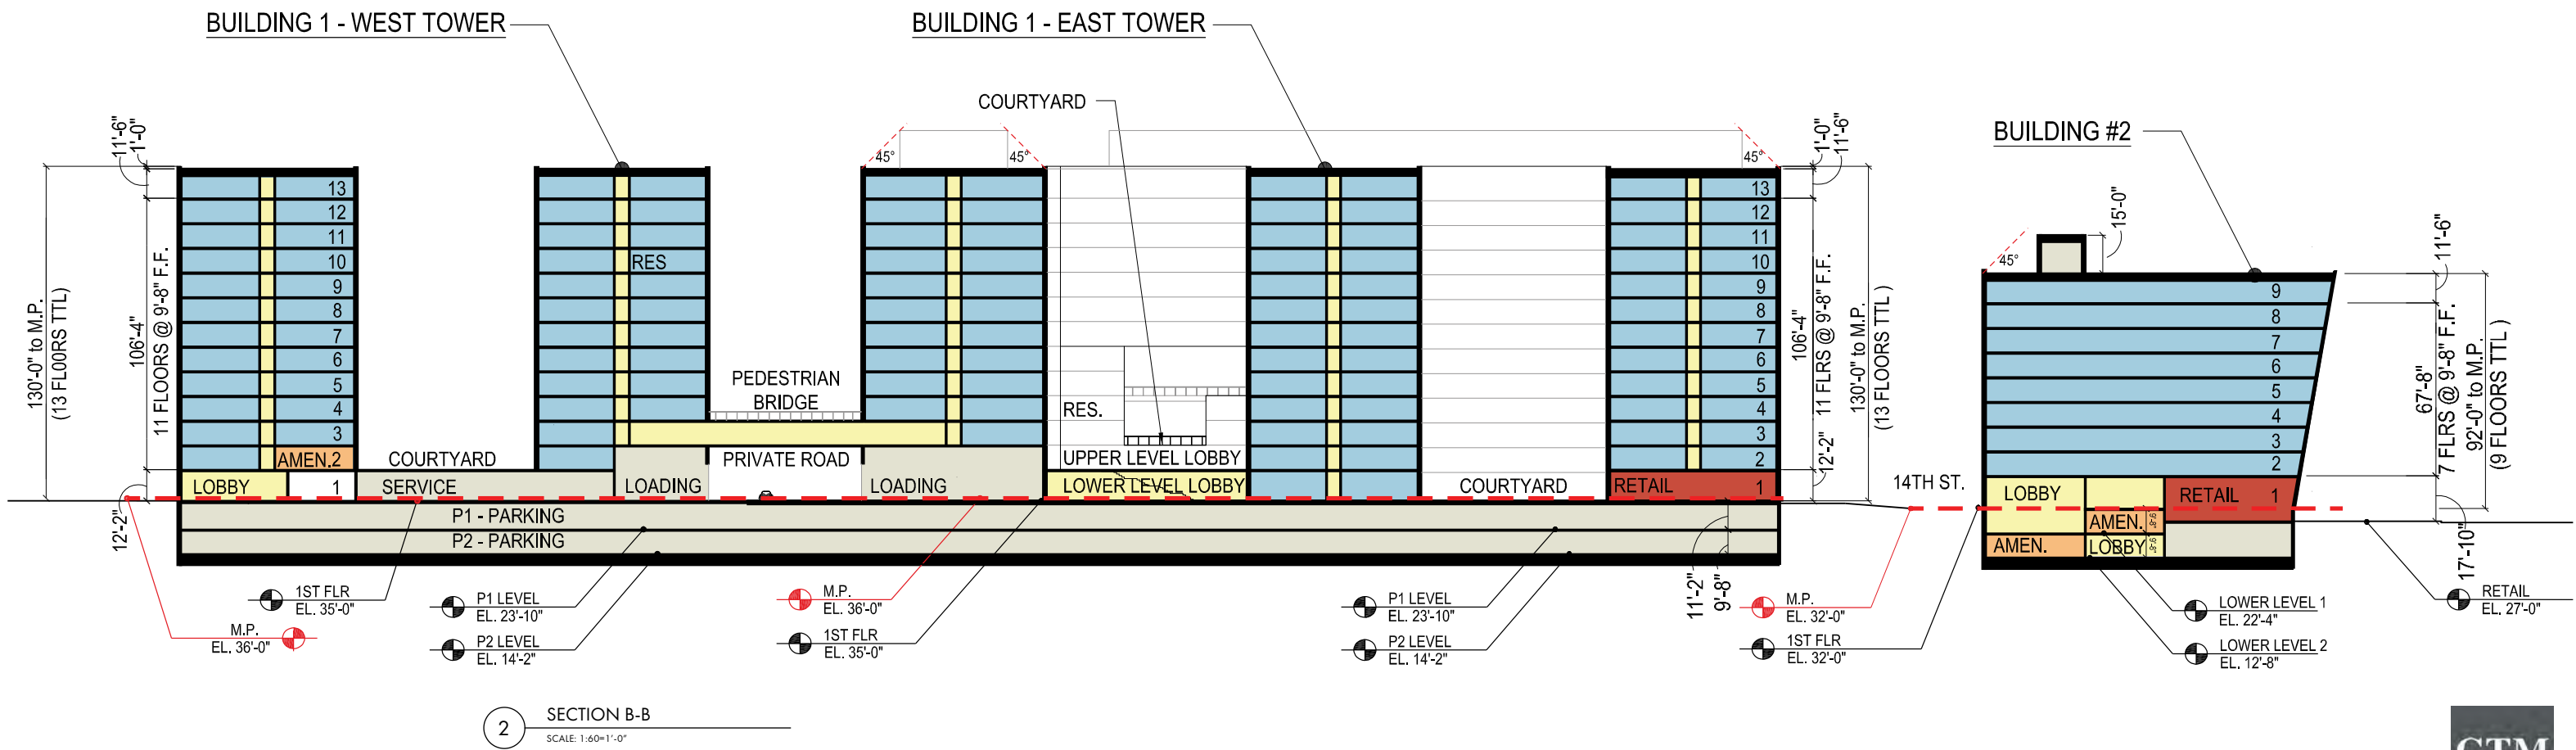 BUILDING 1 - WEST TOWER
BUILDING 1 - EAST TOWER
COURTYARD
BUILDING #2
11'-6"
1'-0"
130'-0" to M.P.
(13 FLOORS TTL)
106'-4"
11 FLOORS @ 9'-8" F.F.
12'-2"
13
12
11
10
9
8
7
6
5
4
3
AMEN.2
LOBBY
1
COURTYARD
SERVICE
RES
LOADING
PEDESTRIAN
BRIDGE
PRIVATE ROAD
LOADING
45°
45°
RES.
UPPER LEVEL LOBBY
LOWER LEVEL LOBBY
COURTYARD
45°
13
12
11
10
9
8
7
6
5
4
3
2
RETAIL 1
1'-0"
11'-6"
106'-4"
11 FLRS @ 9'-8" F.F.
130'-0" to M.P.
(13 FLOORS TTL )
12'-2"
P1 - PARKING
P2 - PARKING
11'-2"
9'-8"
14TH ST.
45°
15'-0"
9
8
7
6
5
4
3
2
LOBBY
RETAIL 1
AMEN.
9'-8"
AMEN.
LOBBY
9'-8"
11'-6"
67'-8"
7 FLRS @ 9'-8" F.F.
92'-0" to M.P.
(9 FLOORS TTL )
17'-10"
1ST FLR
EL. 35'-0"
M.P.
EL. 36'-0"
P1 LEVEL
EL. 23'-10"
P2 LEVEL
EL. 14'-2"
M.P.
EL. 36'-0"
1ST FLR
EL. 35'-0"
P1 LEVEL
EL. 23'-10"
P2 LEVEL
EL. 14'-2"
M.P.
EL. 32'-0"
1ST FLR
EL. 32'-0"
LOWER LEVEL 1
EL. 22'-4"
LOWER LEVEL 2
EL. 12'-8"
RETAIL
EL. 27'-0"
2
SECTION B-B
SCALE: 1:60=1'-0"